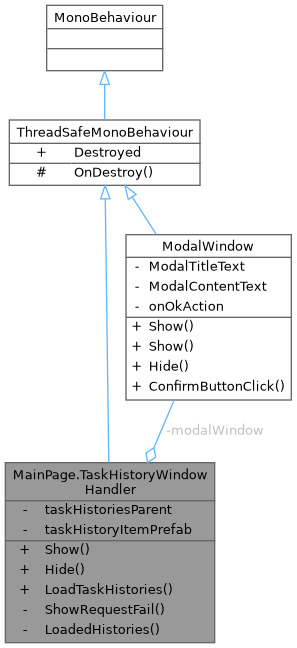 MonoBehaviour
ThreadSafeMonoBehaviour
+ Destroyed
# OnDestroy()
ModalWindow
- ModalTitleText
- ModalContentText
- onOkAction
+ Show()
+ Show()
+ Hide()
+ ConfirmButtonClick()
-modalWindow
MainPage.TaskHistoryWindow
Handler
- taskHistoriesParent
- taskHistoryItemPrefab
+ Show()
+ Hide()
+ LoadTaskHistories()
- ShowRequestFail()
- LoadedHistories()